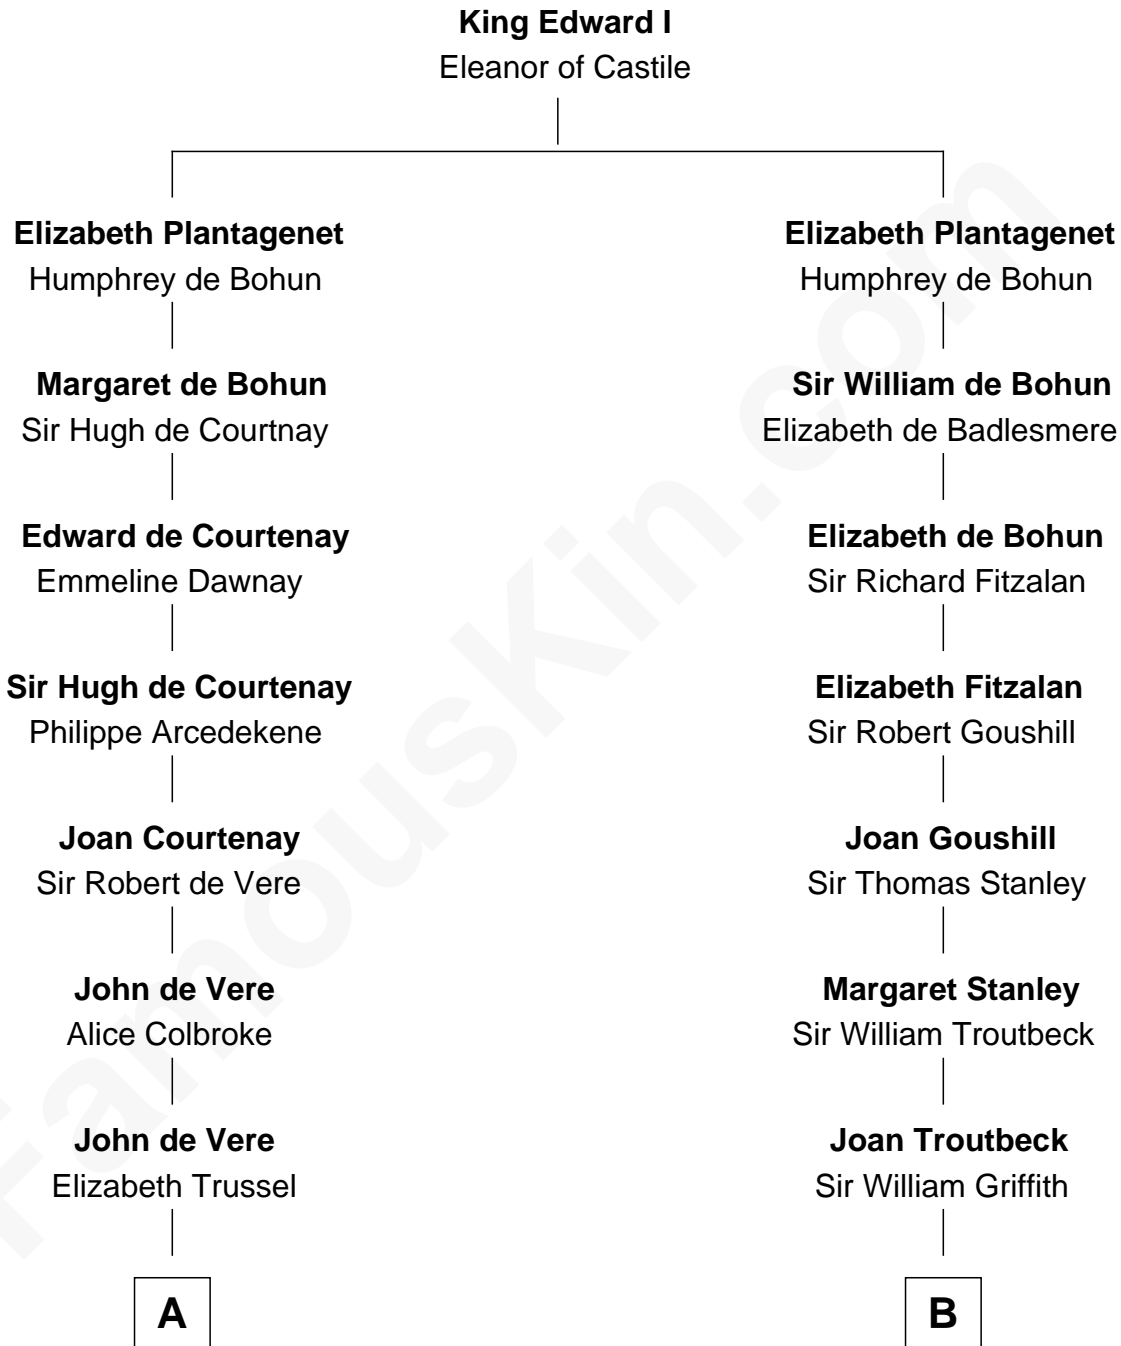 King Edward I
Eleanor of Castile
Elizabeth Plantagenet
Humphrey de Bohun
Margaret de Bohun
Sir Hugh de Courtnay
Edward de Courtenay
Emmeline Dawnay
Sir Hugh de Courtenay
Philippe Arcedekene
Joan Courtenay
Sir Robert de Vere
John de Vere
Alice Colbroke
John de Vere
Elizabeth Trussel
A
Elizabeth Plantagenet
Humphrey de Bohun
Sir William de Bohun
Elizabeth de Badlesmere
Elizabeth de Bohun
Sir Richard Fitzalan
Elizabeth Fitzalan
Sir Robert Goushill
Joan Goushill
Sir Thomas Stanley
Margaret Stanley
Sir William Troutbeck
Joan Troutbeck
Sir William Griffith
B
FamousKin.com